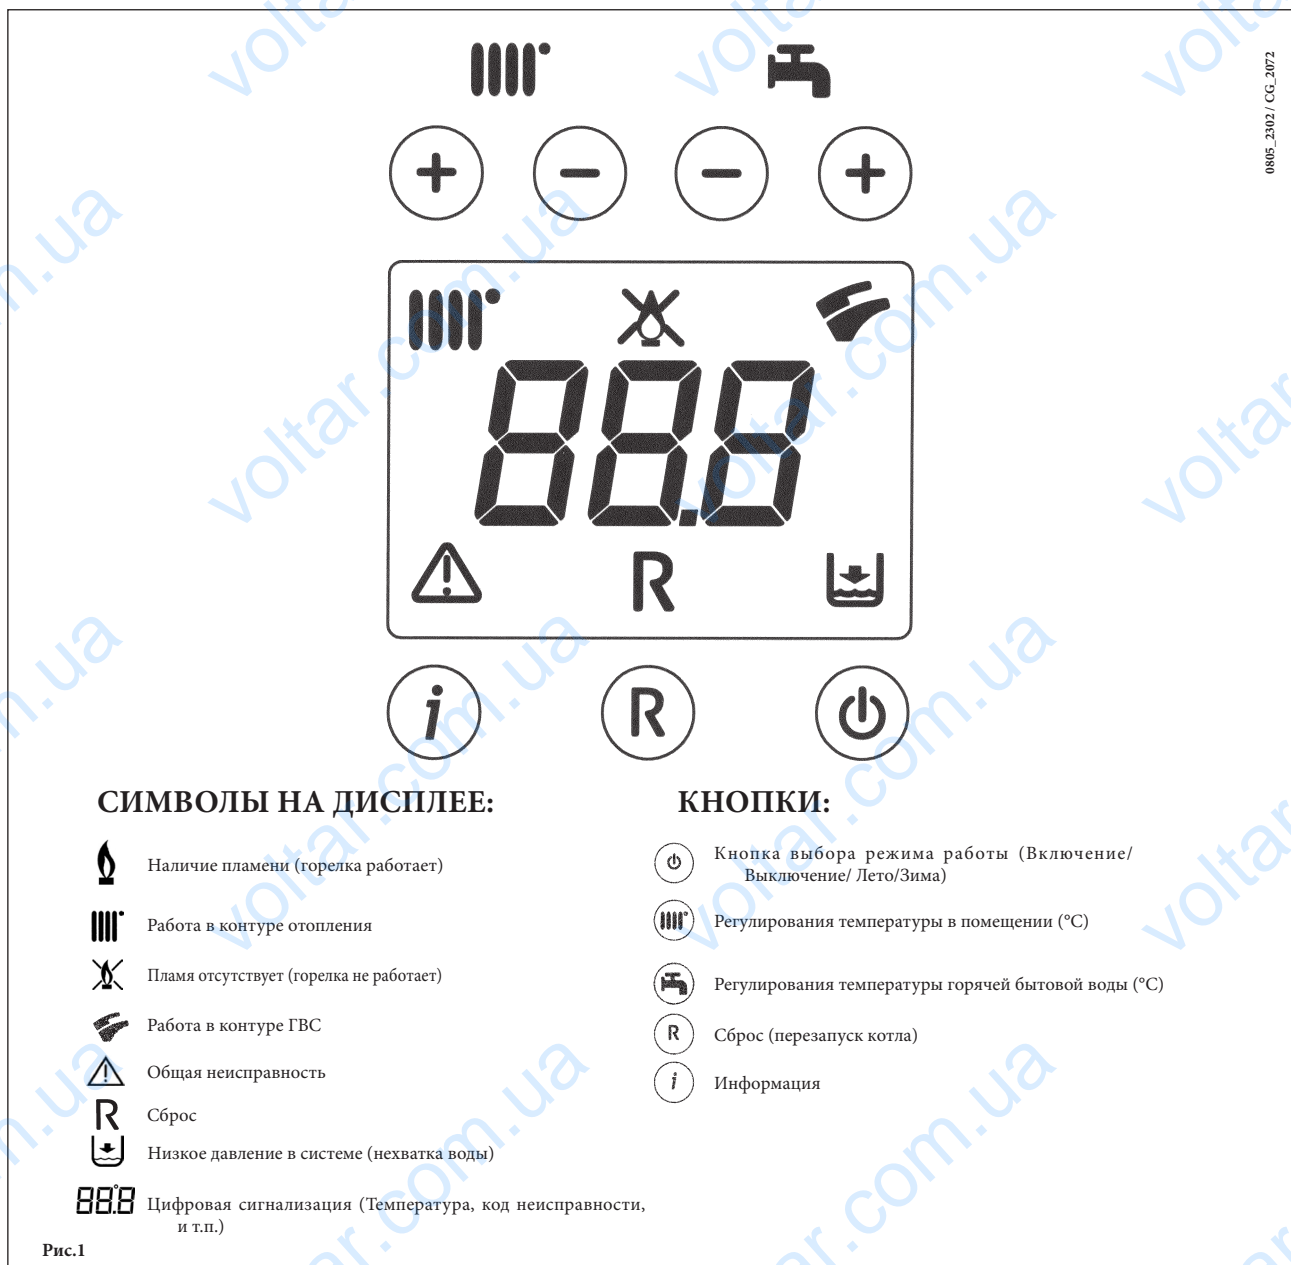 0805_2302 / CG_2072
88.8
R
i
R
СИМВОЛЫ НА ДИСПЛЕЕ:
Наличие пламени (горелка работает)
Работа в контуре отопления
Пламя отсутствует (горелка не работает)
Работа в контуре ГВС
Общая неисправность
R
Сброс
Низкое давление в системе (нехватка воды)
88.8
Цифровая сигнализация (Температура, код неисправности,
и т.п.)
КНОПКИ:
Кнопка выбора режима работы (Включение/
Выключение/ Лето/Зима)
Регулирования температуры в помещении (°C)
Регулирования температуры горячей бытовой воды (°C)
R
Сброс (перезапуск котла)
i
Информация
Рис.1
voltar.com.ua